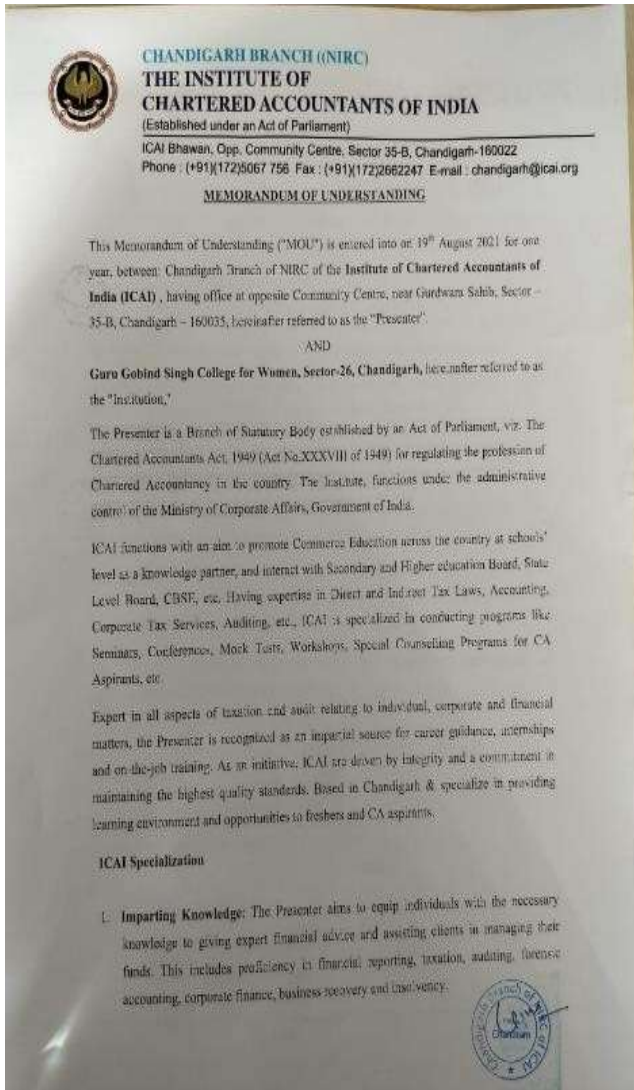 CHANDIGARH BRANCH ((NIRC)
THE INSTITUTE OF
CHARTERED ACCOUNTANTS OF INDIA
(Established under an Act of Parliament)
ICAI Bhawan, Opp. Community Centre, Sector 35-B, Chandigarh-160022
Phone : (+91)(172)5067 756 Fax : (+91)(172)2662247 E-mail : chandigarh@icai.org
MEMORANDUM OF UNDERSTANDING
This Memorandum of Understanding ("MOU") is entered into on 19th August 2021 for one
year, between: Chandigarh Branch of NIRC of the Institute of Chartered Accountants of
India (ICAI) , having office at opposite Community Centre, near Gurdwara Sahib, Sector –
35-B, Chandigarh – 160035, hereinafter referred to as the "Presenter".
AND
Guru Gobind Singh College for Women, Sector-26, Chandigarh, hereinafter referred to as
the "Institution,"
The Presenter is a Branch of Statutory Body established by an Act of Parliament, viz. The
Chartered Accountants Act, 1949 (Act No.XXXVIII of 1949) for regulating the profession of
Chartered Accountancy in the country. The Institute, functions under the administrative
control of the Ministry of Corporate Affairs, Government of India.
ICAI functions with an aim to promote Commerce Education across the country at schools'
level as a knowledge partner, and interact with Secondary and Higher education Board, State
Level Board, CBSE, etc. Having expertise in Direct and Indirect Tax Laws, Accounting,
Corporate Tax Services, Auditing, etc., ICAI is specialized in conducting programs like
Seminars, Conferences, Mock Tests, Workshops, Special Counselling Programs for CA
Aspirants, etc.
Expert in all aspects of taxation and audit relating to individual, corporate and financial
matters, the Presenter is recognized as an impartial source for career guidance, internships
and on-the-job training. As an initiative, ICAI are driven by integrity and a commitment in
maintaining the highest quality standards. Based in Chandigarh & specialize in providing
learning environment and opportunities to freshers and CA aspirants.
ICAI Specialization
1. Imparting Knowledge: The Presenter aims to equip individuals with the necessary
knowledge to giving expert financial advice and assisting clients in managing their
funds. This includes proficiency in financial reporting, taxation, auditing, forensic
accounting, corporate finance, business recovery and insolvency.
Chandigarh Branch of NIRC of ICAI